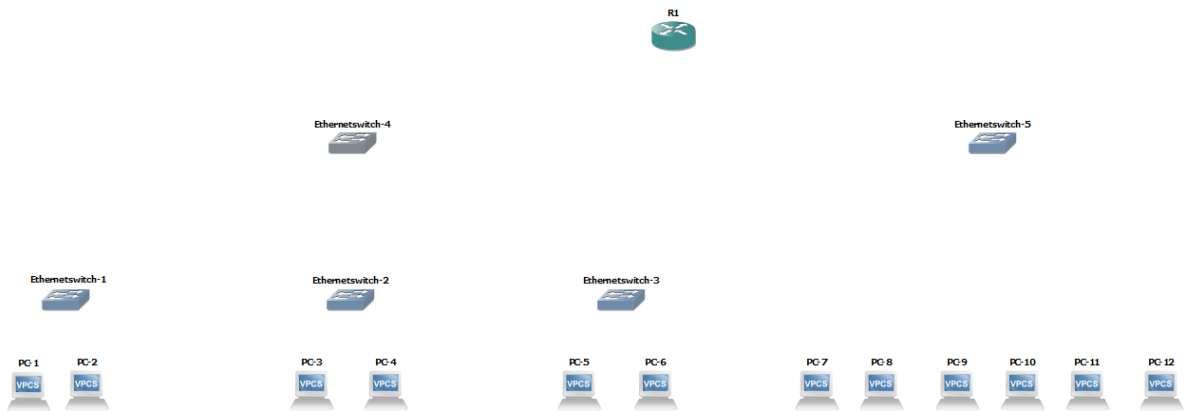 R1
Ethernetswitch-4
Ethernetswitch-5
Ethernetswitch-1
Ethernetswitch-2
Ethernetswitch-3
PC-1
PC-2
PC-3
PC-4
PC-5
PC-6
PC-7
PC-8
PC-9
PC-10
PC-11
PC-12
VPCS
VPCS
VPCS
VPCS
VPCS
VPCS
VPCS
VPCS
VPCS
VPCS
VPCS
VPCS